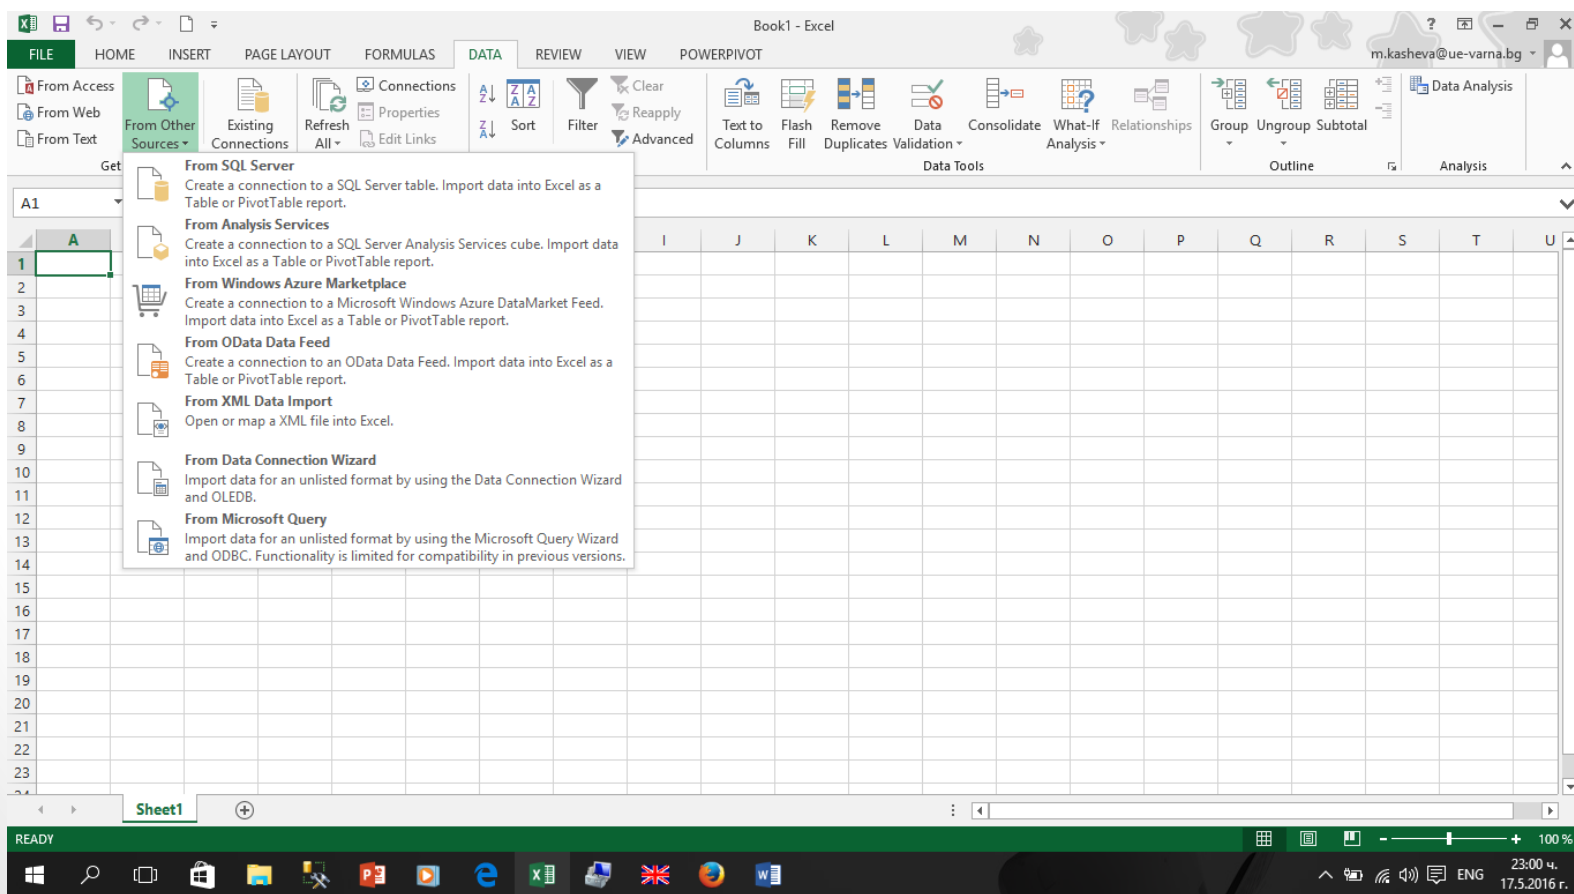 Book1 - Excel
?
FILE HOME INSERT PAGE LAYOUT FORMULAS DATA REVIEW VIEW POWERPIVOT m.kasheva@ue-varna.bg
From Access
From Web
From Text
From Other
Sources
Existing
Connections
Refresh
All
Connections
Properties
Edit Links
Sort
Filter
Clear
Reapply
Advanced
Text to
Columns
Flash
Fill
Remove
Duplicates
Data
Validation
Consolidate
What-If
Analysis
Relationships
Group
Ungroup
Subtotal
Data Analysis
Get
Data Tools
Outline
Analysis
A1
From SQL Server
Create a connection to a SQL Server table. Import data into Excel as a
Table or PivotTable report.
From Analysis Services
Create a connection to a SQL Server Analysis Services cube. Import data
into Excel as a Table or PivotTable report.
From Windows Azure Marketplace
Create a connection to a Microsoft Windows Azure DataMarket Feed.
Import data into Excel as a Table or PivotTable report.
From OData Data Feed
Create a connection to an OData Data Feed. Import data into Excel as a
Table or PivotTable report.
From XML Data Import
Open or map a XML file into Excel.
From Data Connection Wizard
Import data for an unlisted format by using the Data Connection Wizard
and OLEDB.
From Microsoft Query
Import data for an unlisted format by using the Microsoft Query Wizard
and ODBC. Functionality is limited for compatibility in previous versions.
A I J K L M N O P Q R S T U
1
2
3
4
5
6
7
8
9
10
11
12
13
14
15
16
17
18
19
20
21
22
23
Sheet1
READY
100 %
ENG
23:00 ч.
17.5.2016 г.